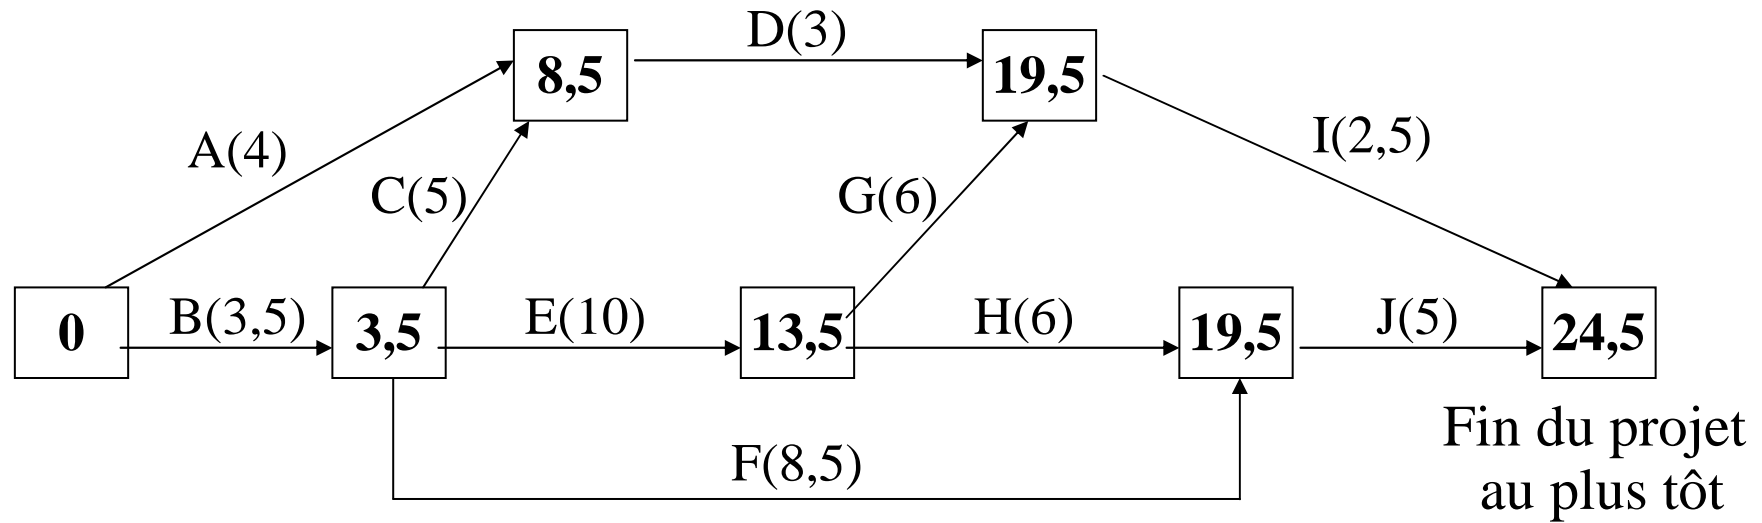 D(3)
8,5
19,5
A(4)
I(2,5)
C(5)
G(6)
0
B(3,5)
3,5
E(10)
13,5
H(6)
19,5
J(5)
24,5
F(8,5)
Fin du projet
au plus tôt